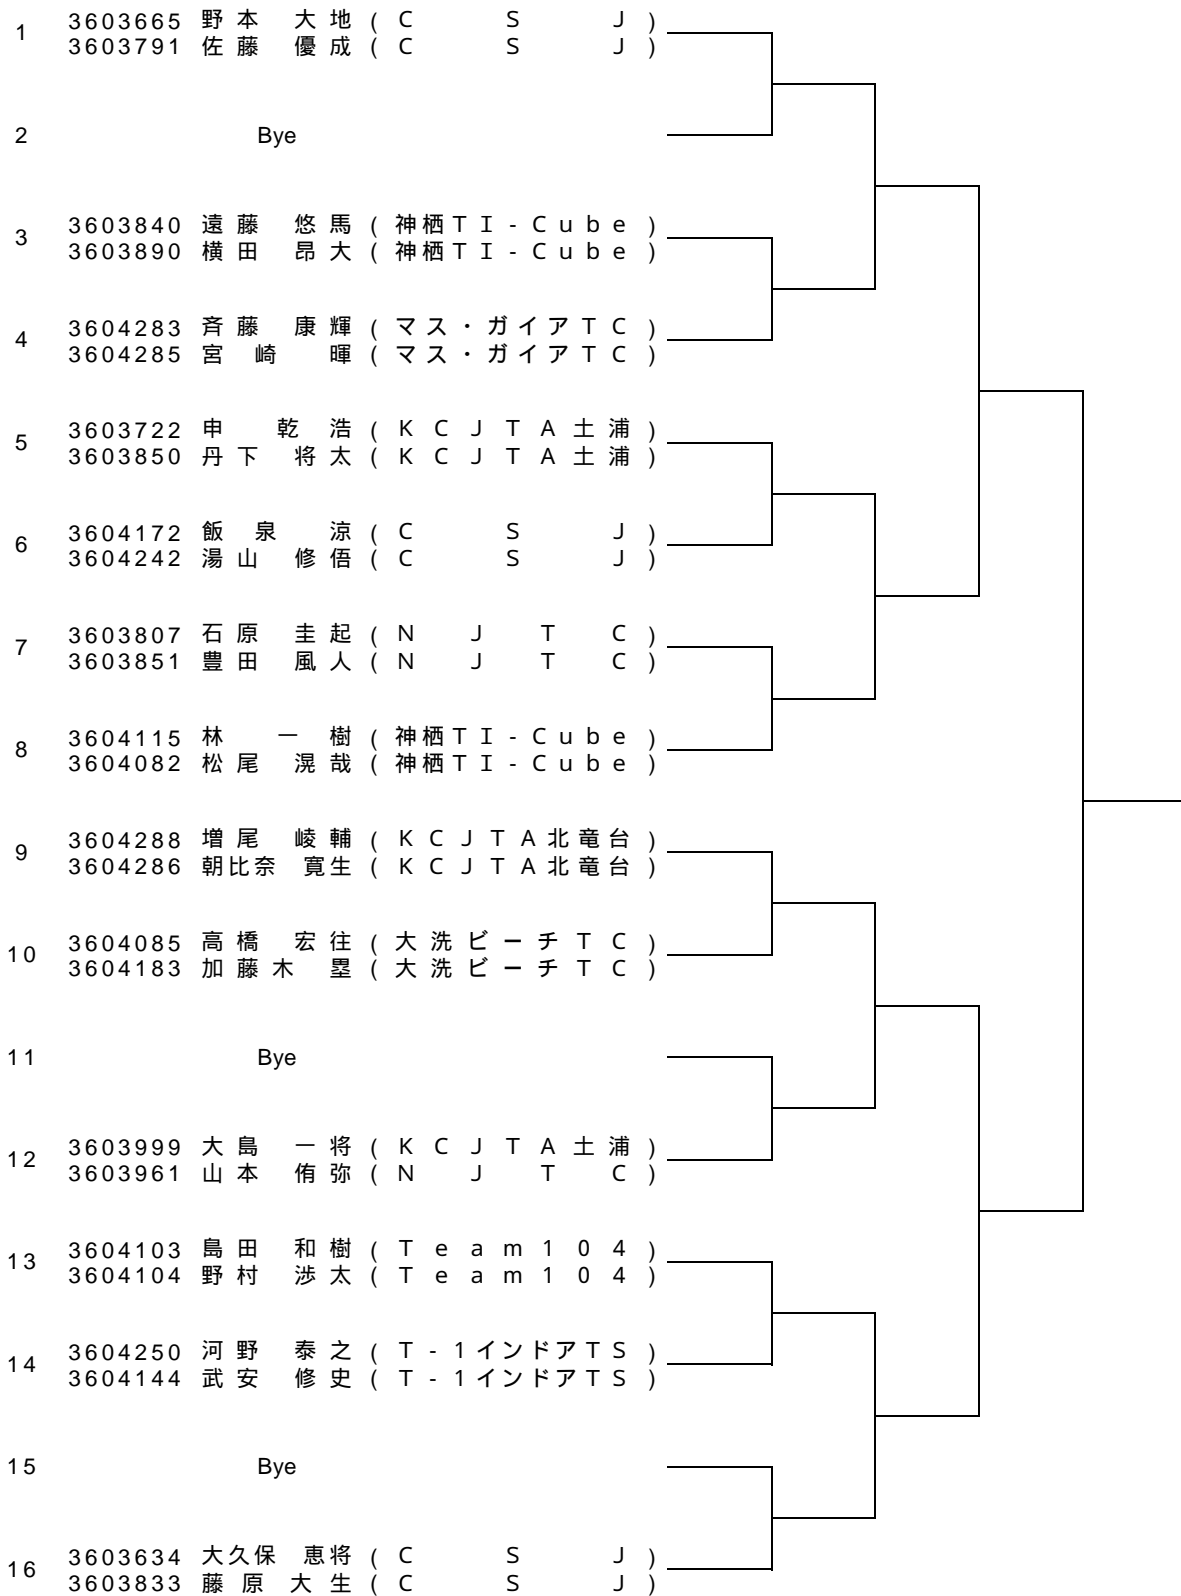 1 3603665 野本 大地 ( C S J )
3603791 佐藤 優成 ( C S J )
2 Bye
3 3603840 遠藤 悠馬 ( 神栖TI-Cube )
3603890 横田 昂大 ( 神栖TI-Cube )
4 3604283 斉藤 康輝 ( マス・ガイアTC )
3604285 宮崎 暉 ( マス・ガイアTC )
5 3603722 申 乾浩 ( KCJTA土浦 )
3603850 丹下 将太 ( KCJTA土浦 )
6 3604172 飯泉 涼 ( C S J )
3604242 湯山 修悟 ( C S J )
7 3603807 石原 圭起 ( N J T C )
3603851 豊田 風人 ( N J T C )
8 3604115 林 一樹 ( 神栖TI-Cube )
3604082 松尾 滉哉 ( 神栖TI-Cube )
9 3604288 増尾 崚輔 ( KCJTA北竜台 )
3604286 朝比奈 寛生 ( KCJTA北竜台 )
10 3604085 高橋 宏往 ( 大洗ビーチTC )
3604183 加藤木 塁 ( 大洗ビーチTC )
11 Bye
12 3603999 大島 一将 ( KCJTA土浦 )
3603961 山本 侑弥 ( N J T C )
13 3604103 島田 和樹 ( Team104 )
3604104 野村 渉太 ( Team104 )
14 3604250 河野 泰之 ( T-1インドアTS )
3604144 武安 修史 ( T-1インドアTS )
15 Bye
16 3603634 大久保 恵将 ( C S J )
3603833 藤原 大生 ( C S J )